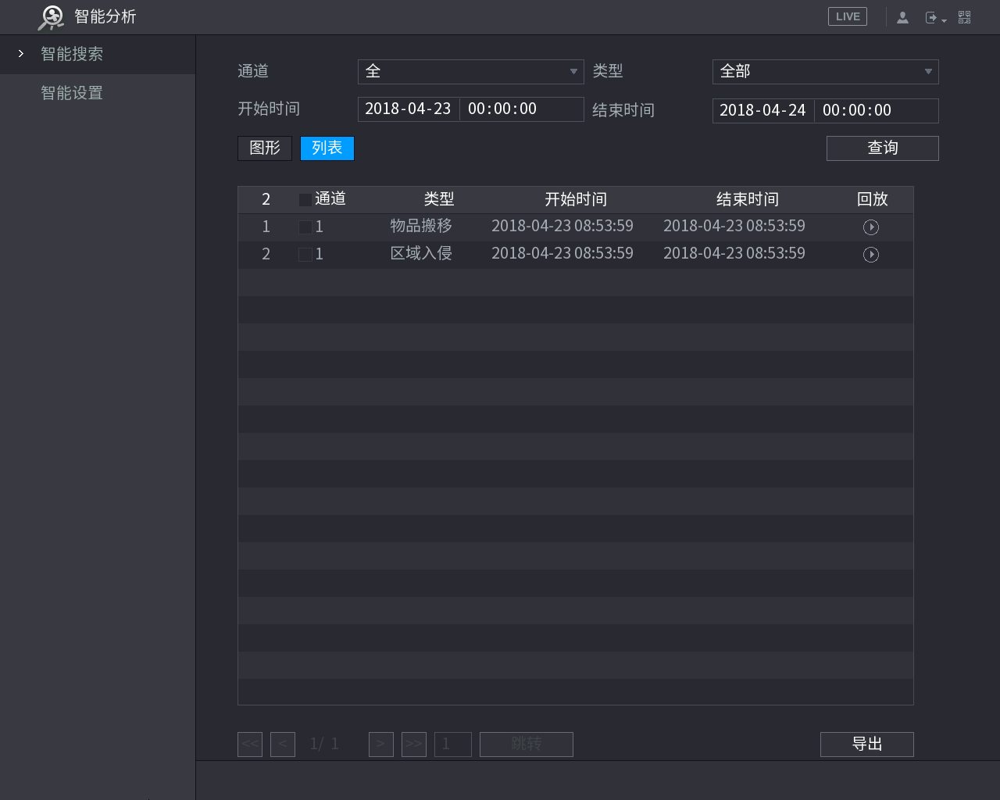 智能分析 LIVE
智能搜索
智能设置
通道 全 类型 全部
开始时间 2018-04-23 00:00:00 结束时间 2018-04-24 00:00:00
图形 列表 查询
2 通道 类型 开始时间 结束时间 回放
1 1 物品搬移 2018-04-23 08:53:59 2018-04-23 08:53:59
2 1 区域入侵 2018-04-23 08:53:59 2018-04-23 08:53:59
<< < 1/ 1 > >> 1 跳转 导出